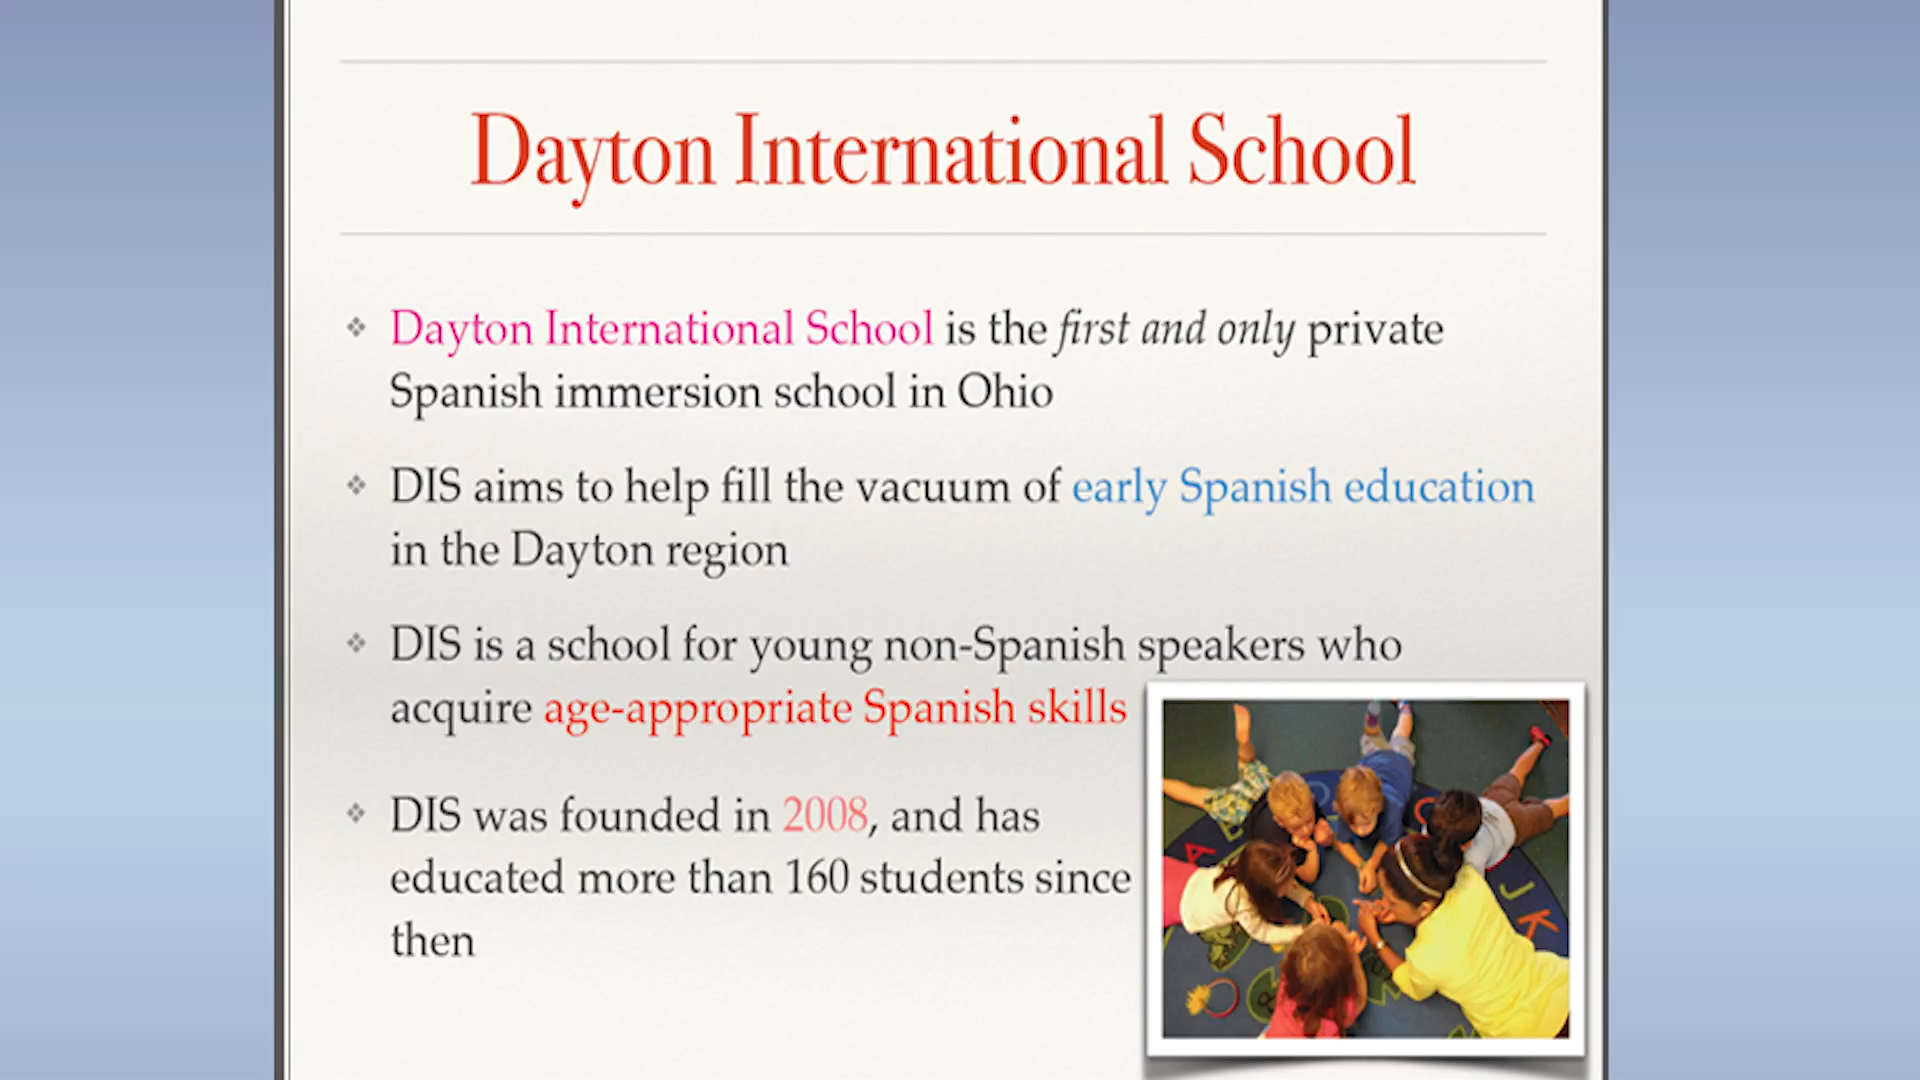 Dayton International School
Dayton International School is the first and only private
Spanish immersion school in Ohio
DIS aims to help fill the vacuum of early Spanish education
in the Dayton region
DIS is a school for young non-Spanish speakers who
acquire age-appropriate Spanish skills
DIS was founded in 2008, and has
educated more than 160 students since
then
A
J
K